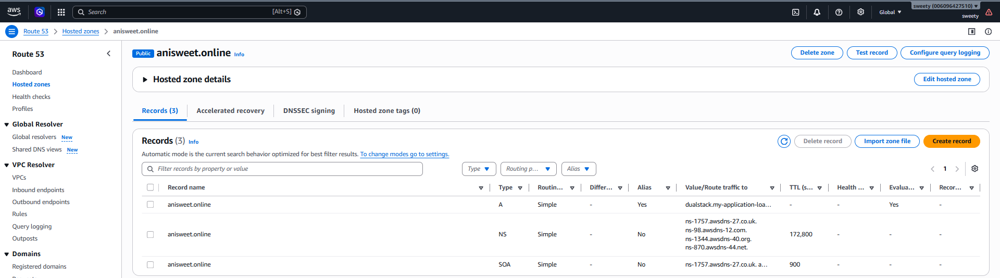 aws
Search
[Alt+S]
Global
sweety (006096427510)
sweety
Route 53
Hosted zones
anisweet.online
Route 53
Dashboard
Hosted zones
Health checks
Profiles
Global Resolver
Global resolvers New
Shared DNS views New
VPC Resolver
VPCs
Inbound endpoints
Outbound endpoints
Rules
Query logging
Outposts
Domains
Registered domains
Public anisweet.online Info
Delete zone
Test record
Configure query logging
Hosted zone details
Edit hosted zone
Records (3)
Accelerated recovery
DNSSEC signing
Hosted zone tags (0)
Records (3) Info
Delete record
Import zone file
Create record
Automatic mode is the current search behavior optimized for best filter results. To change modes go to settings.
Filter records by property or value
Type
Routing p...
Alias
1
Record name Type Routin... Differ... Alias Value/Route traffic to TTL (s... Health ... Evalua... Recor...
anisweet.online A Simple - Yes dualstack.my-application-loa... - - Yes -
anisweet.online NS Simple - No ns-1757.awsdns-27.co.uk.
ns-98.awsdns-12.com.
ns-1344.awsdns-40.org.
ns-870.awsdns-44.net. 172,800 - - -
anisweet.online SOA Simple - No ns-1757.awsdns-27.co.uk. a... 900 - - -